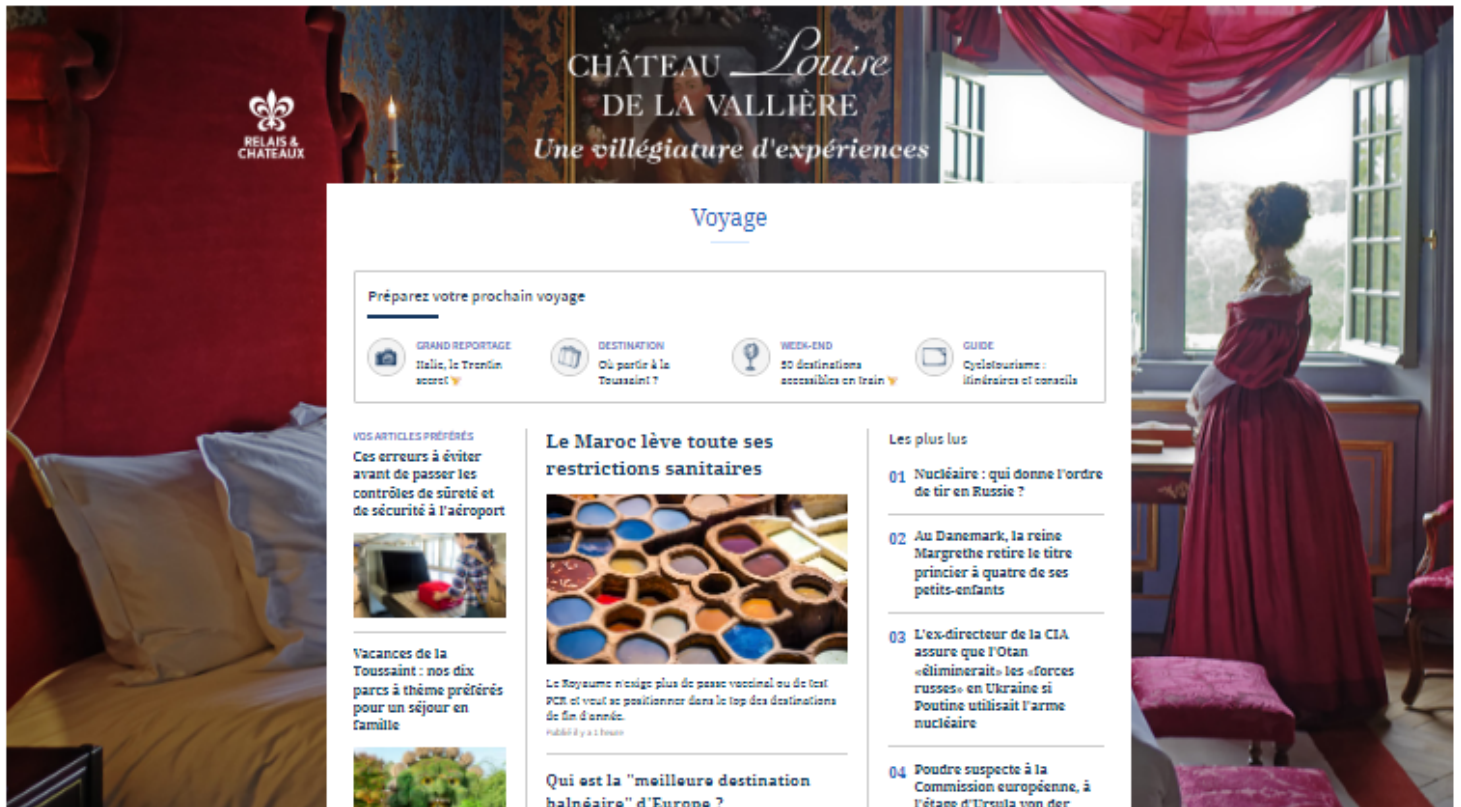 CHÂTEAU Louise
DE LA VALLIÈRE
Une villégiature d'expériences
RELAIS &
CHATEAUX
Voyage
Préparez votre prochain voyage
GRAND REPORTAGE
Italie, le Trentin
secret
DESTINATION
Où partir à la
Toussaint ?
WEEK-END
50 destinations
accessibles en train
GUIDE
Cyclotourisme :
itinéraires et conseils
VOS ARTICLES PRÉFÉRÉS
Ces erreurs à éviter
avant de passer les
contrôles de sûreté et
de sécurité à l'aéroport
Vacances de la
Toussaint : nos dix
parcs à thème préférés
pour un séjour en
famille
Le Maroc lève toute ses
restrictions sanitaires
Le Royaume n'exige plus de passe vaccinal ou de test
PCR et veut se positionner dans le top des destinations
de fin d'année.
Publié il y a 1 heure
Qui est la "meilleure destination
balnéaire" d'Europe ?
Les plus lus
01 Nucléaire : qui donne l'ordre
de tir en Russie ?
02 Au Danemark, la reine
Margrethe retire le titre
princier à quatre de ses
petits-enfants
03 L'ex-directeur de la CIA
assure que l'Otan
«éliminerait» les «forces
russes» en Ukraine si
Poutine utilisait l'arme
nucléaire
04 Poudre suspecte à la
Commission européenne, à
l'étage d'Ursula von der